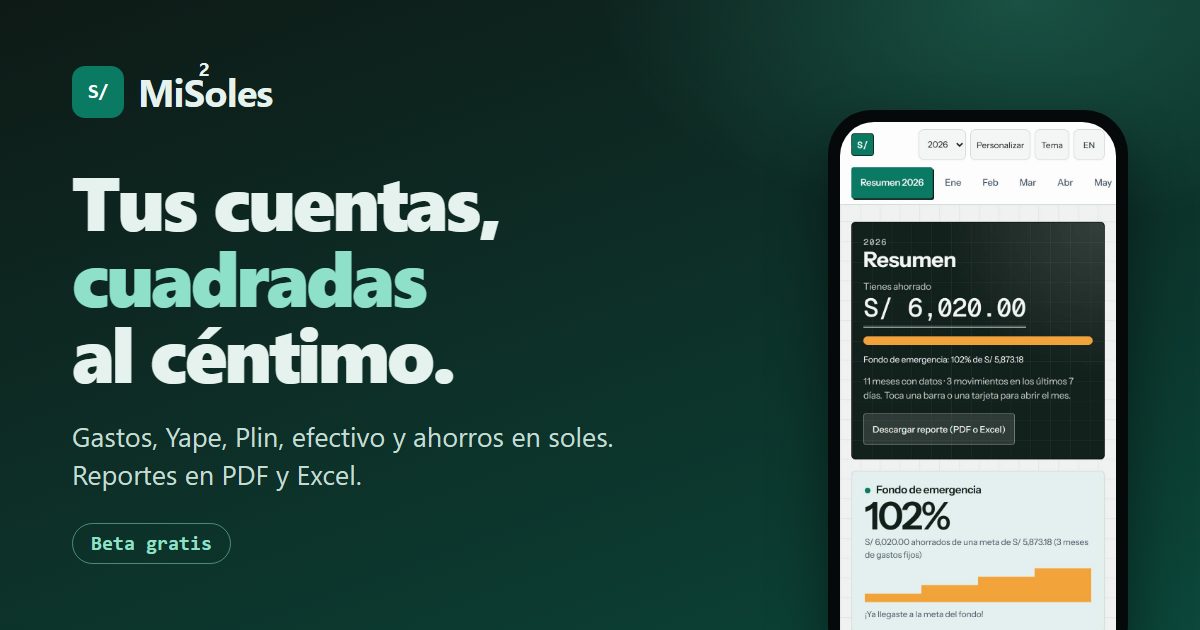 S/
MiSoles
2
Tus cuentas,
cuadradas
al céntimo.
Gastos, Yape, Plin, efectivo y ahorros en soles.
Reportes en PDF y Excel.
Beta gratis
S/
2026
Personalizar
Tema
EN
Resumen 2026
Ene
Feb
Mar
Abr
May
2026
Resumen
Tienes ahorrado
S/ 6,020.00
Fondo de emergencia: 102% de S/ 5,873.18
11 meses con datos · 3 movimientos en los últimos 7
días. Toca una barra o una tarjeta para abrir el mes.
Descargar reporte (PDF o Excel)
Fondo de emergencia
102%
S/ 6,020.00 ahorrados de una meta de S/ 5,873.18 (3 meses
de gastos fijos)
¡Ya llegaste a la meta del fondo!